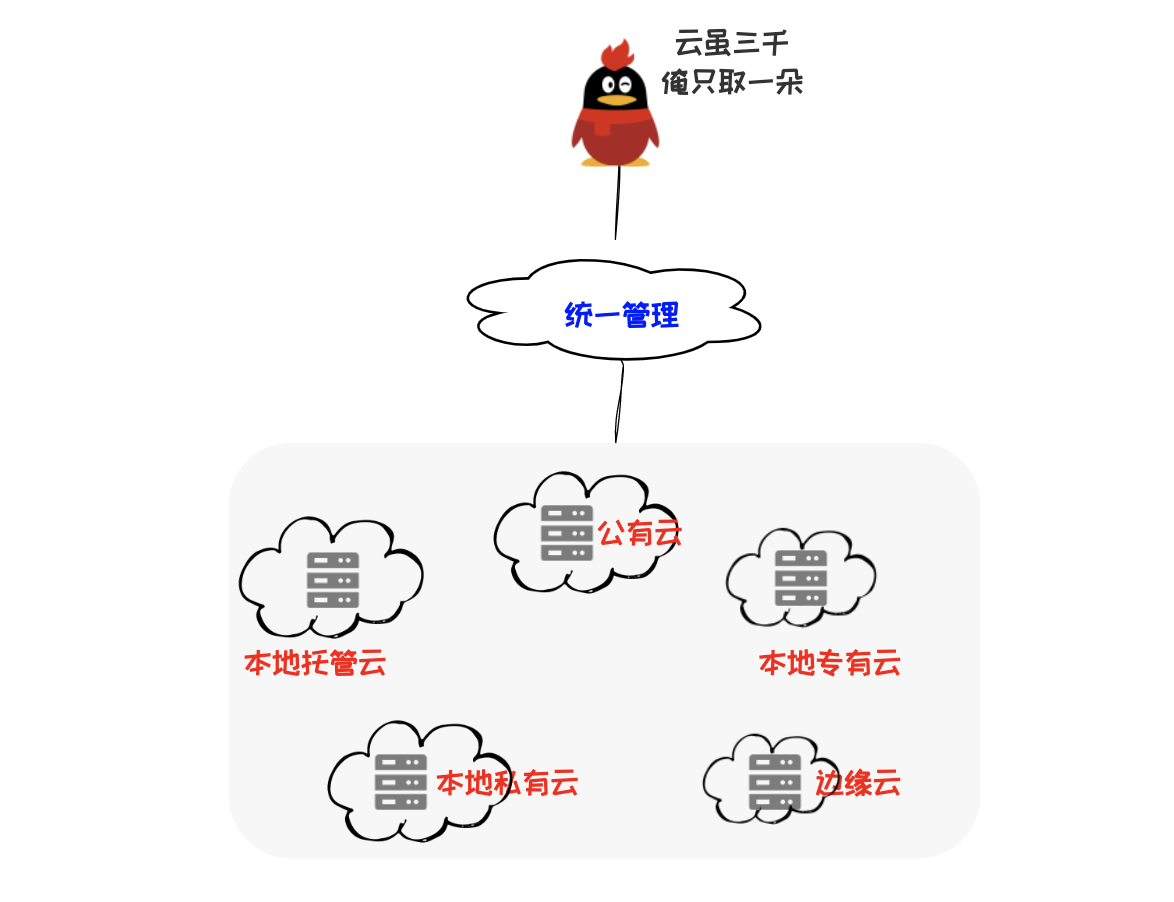 云虽三千
俺只取一朵
统一管理
公有云
本地托管云
本地专有云
本地私有云
边缘云